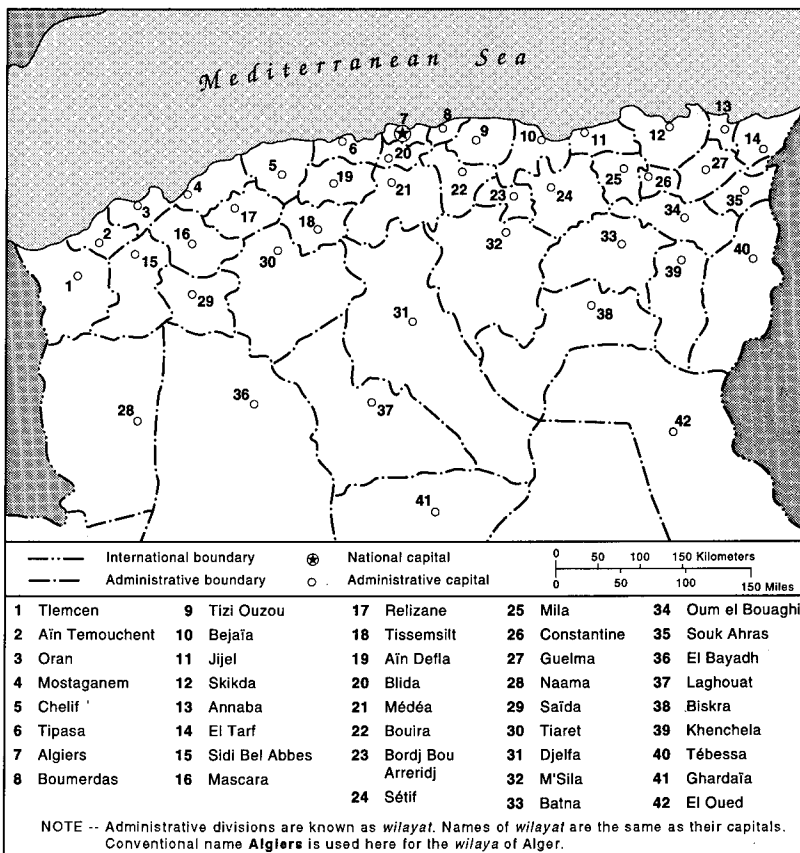 Mediterranean Sea
7
8
13
9
10
11
12
14
6
20
5
19
21
22
23
24
25
26
27
35
4
3
17
18
34
2
16
32
33
15
30
40
39
1
29
31
38
28
36
37
42
41
International boundary
National capital
0 50 100 150 Kilometers
Administrative boundary
Administrative capital
0 50 100 150 Miles
1 Tlemcen
2 Aïn Temouchent
3 Oran
4 Mostaganem
5 Chelif
6 Tipasa
7 Algiers
8 Boumerdas
9 Tizi Ouzou
10 Bejaïa
11 Jijel
12 Skikda
13 Annaba
14 El Tarf
15 Sidi Bel Abbes
16 Mascara
17 Relizane
18 Tissemsilt
19 Aïn Defla
20 Blida
21 Médéa
22 Bouira
23 Bordj Bou
Arreridj
24 Sétif
25 Mila
26 Constantine
27 Guelma
28 Naama
29 Saïda
30 Tiaret
31 Djelfa
32 M'Sila
33 Batna
34 Oum el Bouaghi
35 Souk Ahras
36 El Bayadh
37 Laghouat
38 Biskra
39 Khenchela
40 Tébessa
41 Ghardaïa
42 El Oued
NOTE -- Administrative divisions are known as wilayat. Names of wilayat are the same as their capitals.
Conventional name Algiers is used here for the wilaya of Alger.